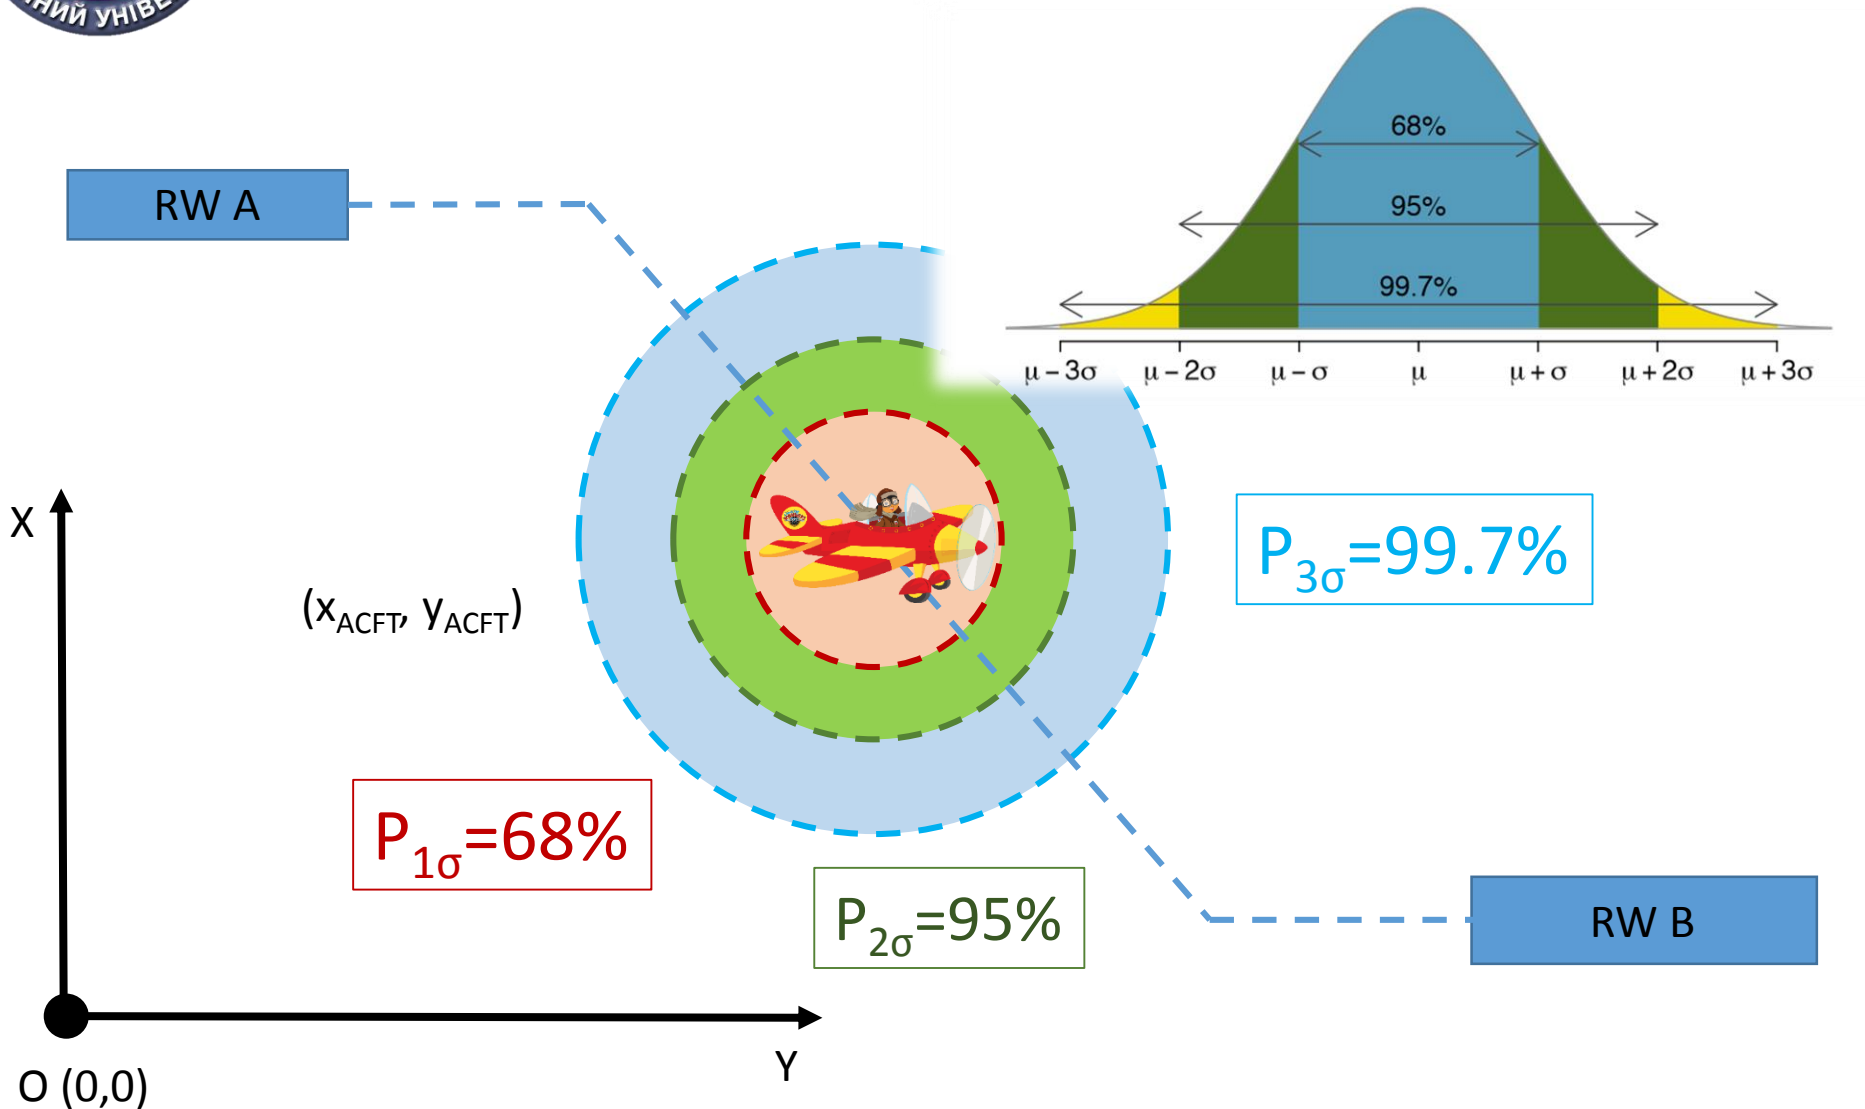 НИЙ УНІВЕ
68%
95%
99.7%
μ − 3σ μ − 2σ μ − σ μ μ + σ μ + 2σ μ + 3σ
RW A
X
(xACFT, yACFT)
P3σ=99.7%
P1σ=68%
P2σ=95%
RW B
Y
O (0,0)